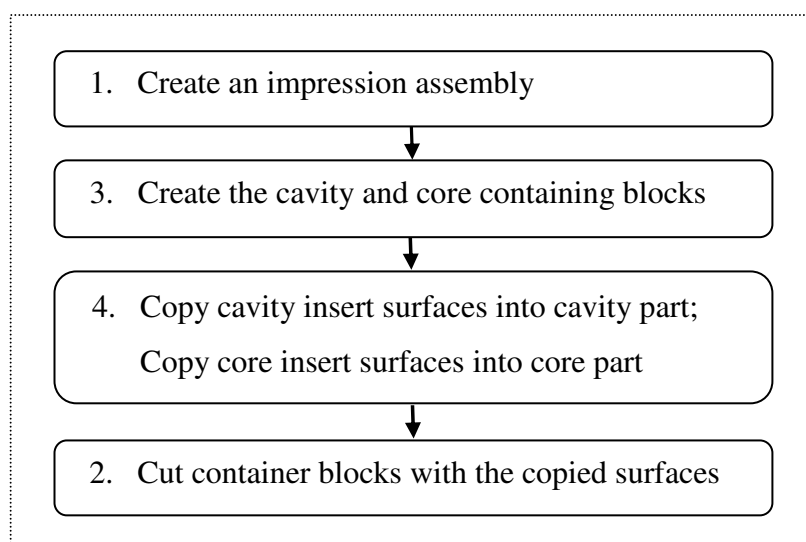 1. Create an impression assembly
3. Create the cavity and core containing blocks
4. Copy cavity insert surfaces into cavity part;
Copy core insert surfaces into core part
2. Cut container blocks with the copied surfaces